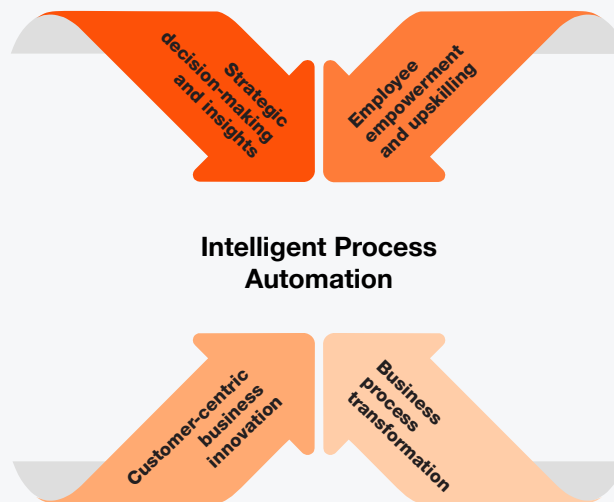 Strategic
decision-making
and insights
Employee
empowerment
and upskilling
Intelligent Process
Automation
Customer-centric
business
innovation
Business
process
transformation